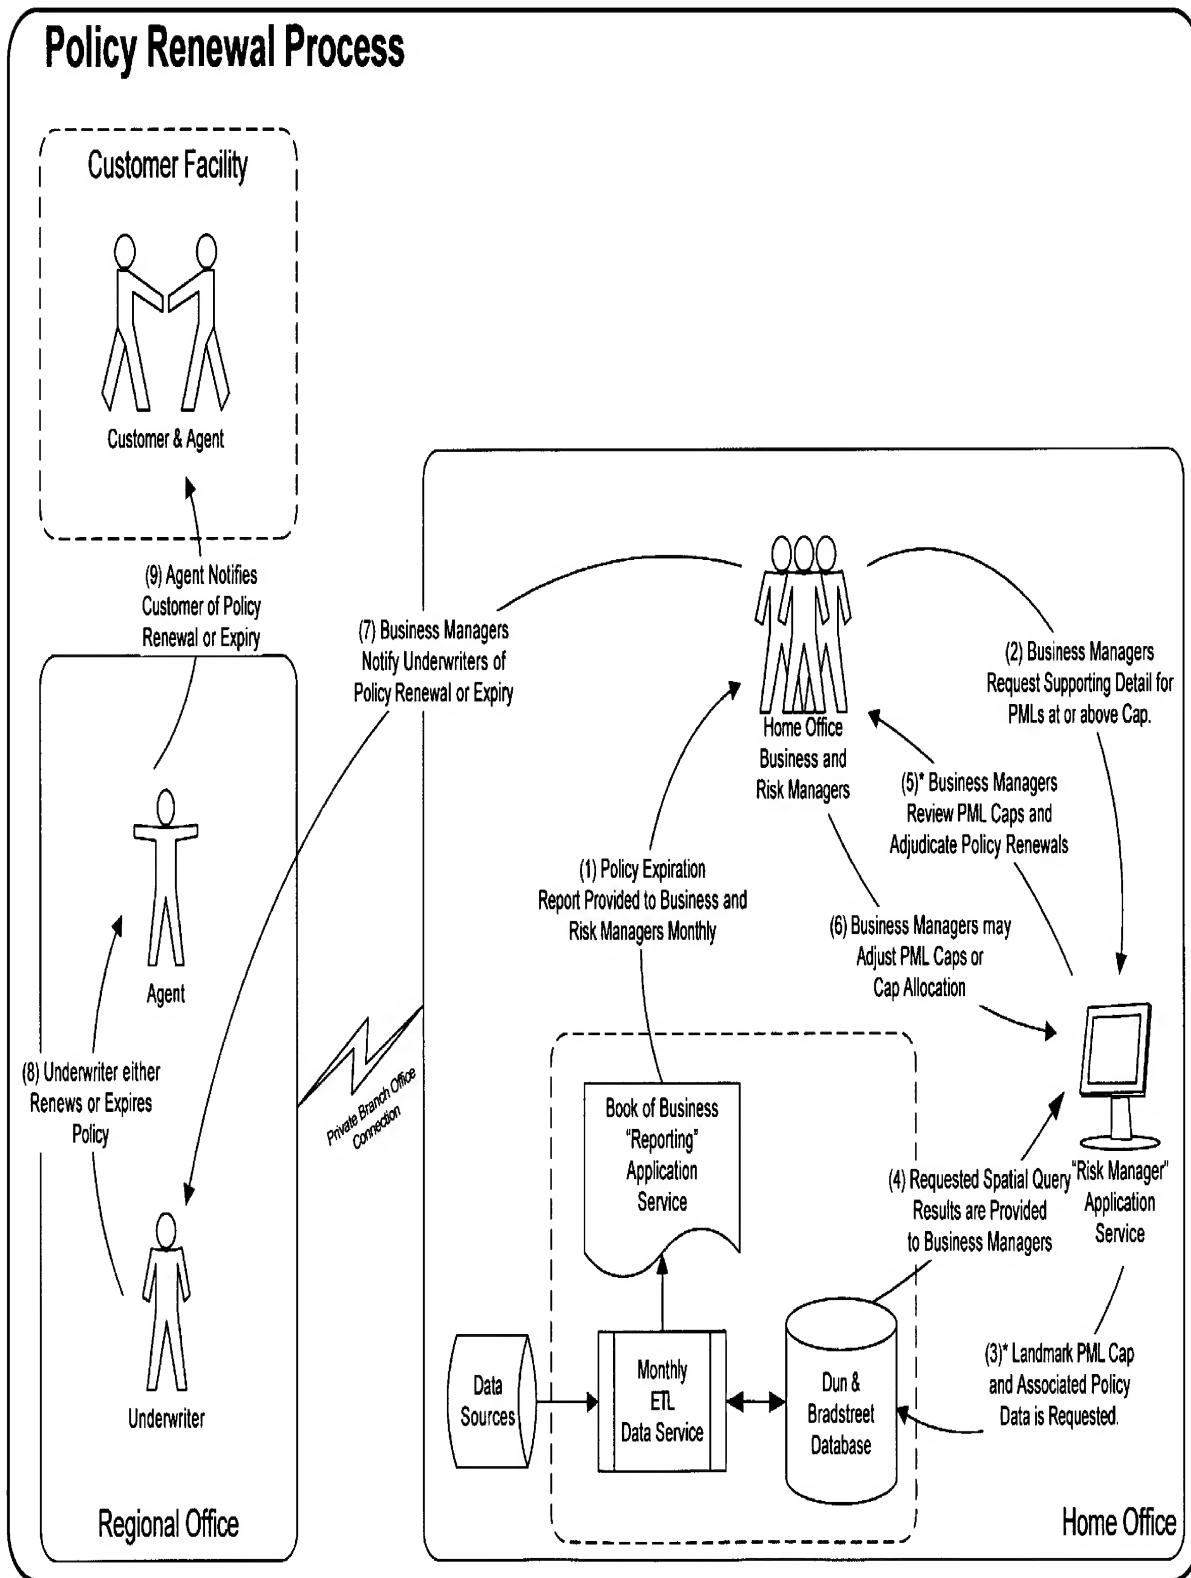 Policy Renewal Process
Customer Facility
Customer & Agent
(9) Agent Notifies
Customer of Policy
Renewal or Expiry
(7) Business Managers
Notify Underwriters of
Policy Renewal or Expiry
(2) Business Managers
Request Supporting Detail for
PMLs at or above Cap.
Home Office
Business and
Risk Managers
(5)* Business Managers
Review PML Caps and
Adjudicate Policy Renewals
(1) Policy Expiration
Report Provided to Business and
Risk Managers Monthly
(6) Business Managers may
Adjust PML Caps or
Cap Allocation
Agent
(8) Underwriter either
Renews or Expires
Policy
Private Branch Office
Connection
Book of Business
"Reporting"
Application
Service
(4) Requested Spatial Query
Results are Provided
to Business Managers
"Risk Manager"
Application
Service
(3)* Landmark PML Cap
and Associated Policy
Data is Requested.
Data
Sources
Monthly
ETL
Data Service
Dun &
Bradstreet
Database
Underwriter
Regional Office
Home Office